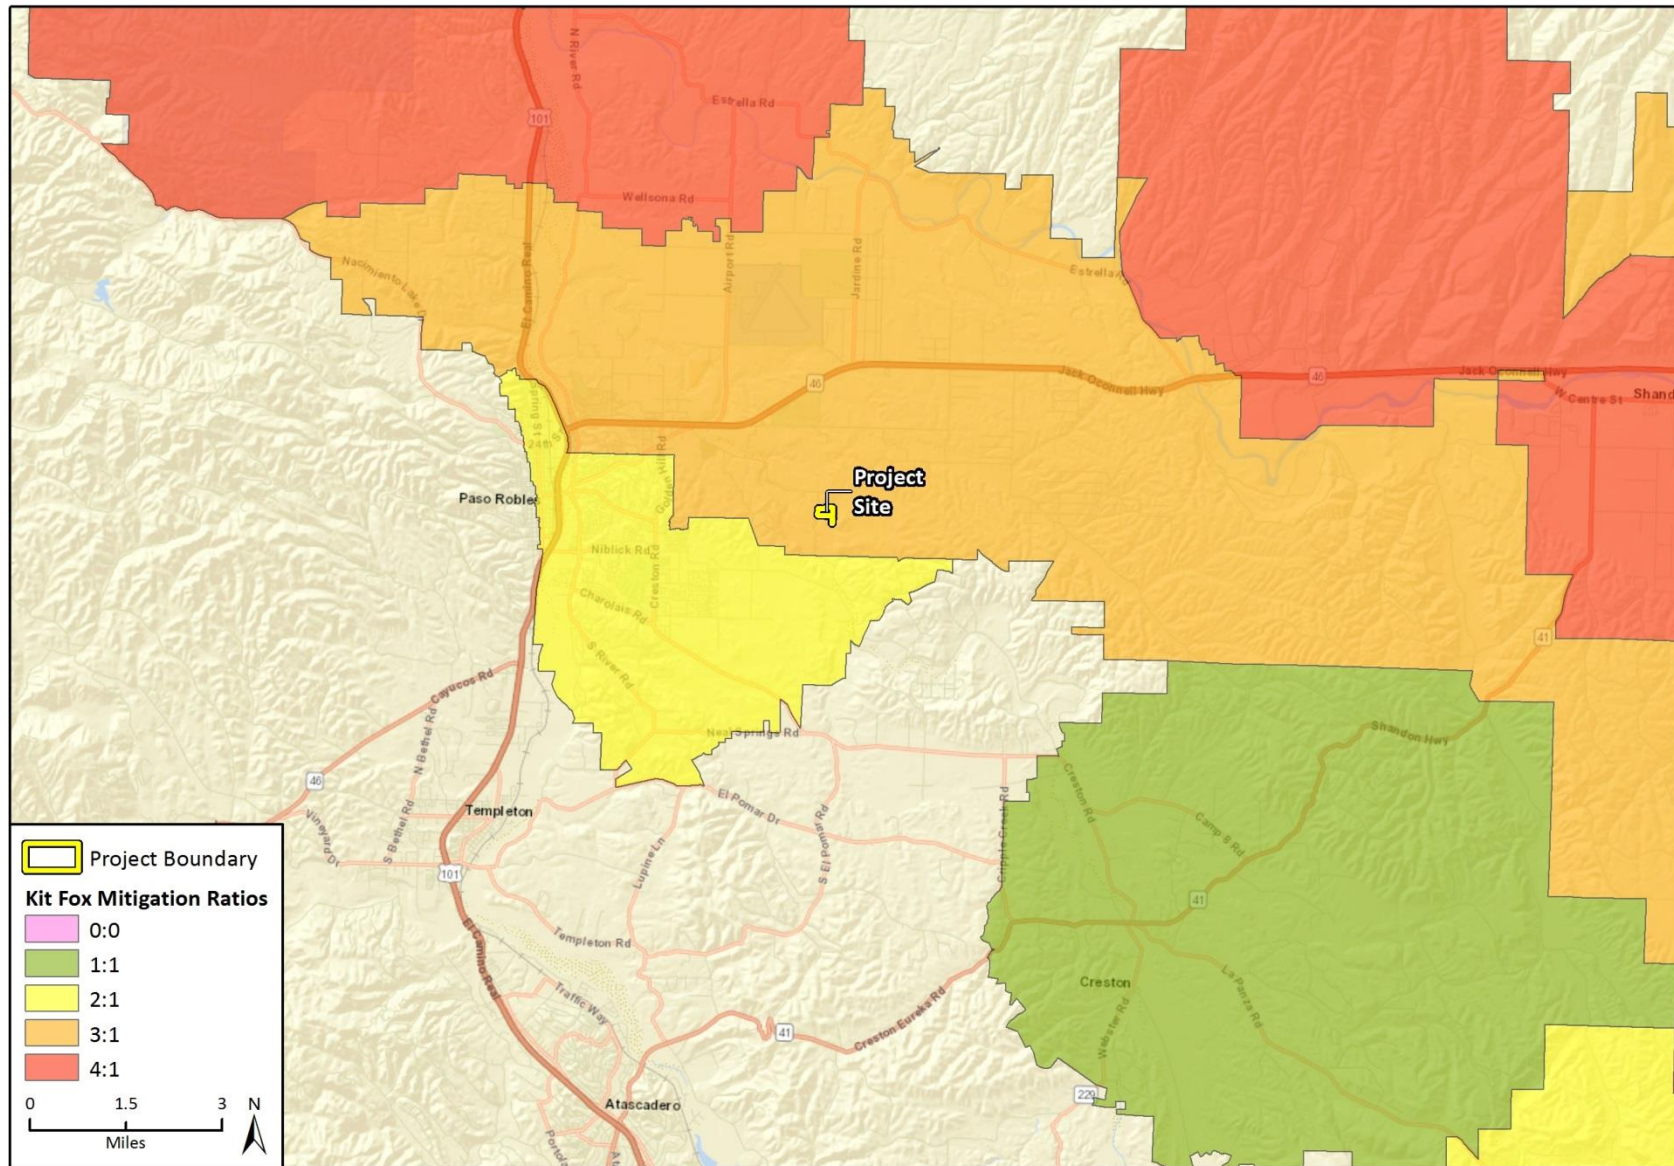 N River Rd
Estrella Rd
101
Wellsona Rd
Nacimiento Lake
El Camino Real
Airport Rd
Jardine Rd
Estrella
46
Jack Oconnell Hwy
46
Jack Oconnell Hwy
W Centre St
Shand
Spring St
24th
Golden Hill Rd
Project
Site
Paso Robles
Niblick Rd
Creston Rd
Charolais Rd
S River Rd
41
Cayucos Rd
N Bethel Rd
Neal Springs Rd
Shandon Hwy
46
Templeton
El Pomar Dr
Creston Rd
Camp 8 Rd
Cripple Creek Rd
Vineyard Dr
S Bethel Rd
101
Lupine Ln
S El Pomar Rd
41
El Camino Real
Templeton Rd
Traffic Way
Creston
La Panza Rd
Webster Rd
Creston Eureka Rd
41
229
Atascadero
Portola
Project Boundary
Kit Fox Mitigation Ratios
0:0
1:1
2:1
3:1
4:1
0 1.5 3
Miles
N